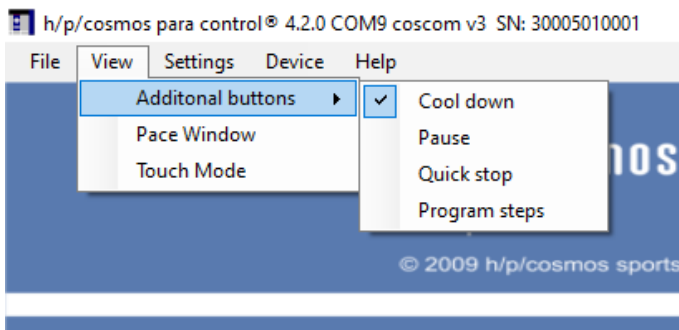 h/p/cosmos para control® 4.2.0 COM9 coscom v3 SN: 30005010001
File View Settings Device Help
Additonal buttons
Pace Window
Touch Mode
Cool down
Pause
Quick stop
Program steps
© 2009 h/p/cosmos sports